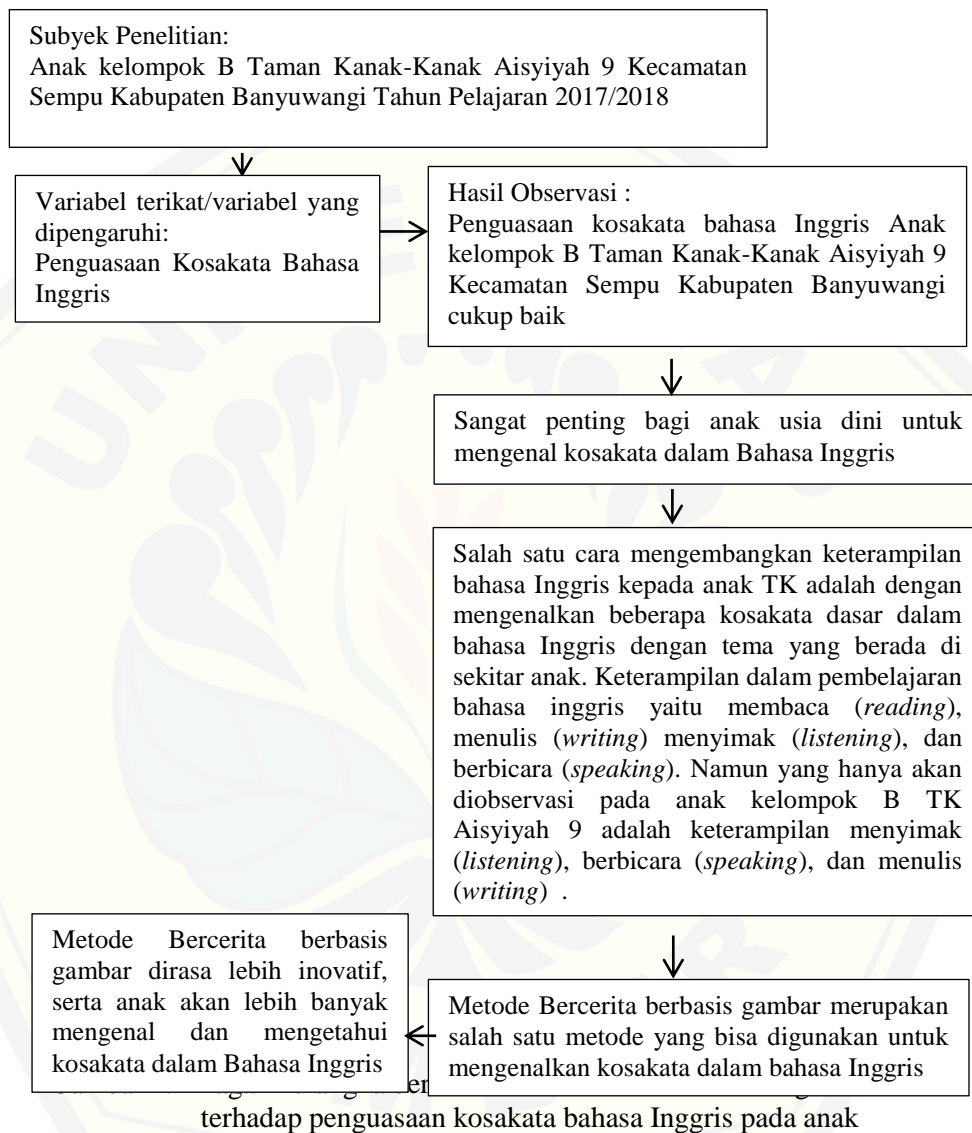 Subyek Penelitian:
Anak kelompok B Taman Kanak-Kanak Aisyiyah 9 Kecamatan
Sempu Kabupaten Banyuwangi Tahun Pelajaran 2017/2018
Variabel terikat/variabel yang
dipengaruhi:
Penguasaan Kosakata Bahasa
Inggris
Hasil Observasi :
Penguasaan kosakata bahasa Inggris Anak
kelompok B Taman Kanak-Kanak Aisyiyah 9
Kecamatan Sempu Kabupaten Banyuwangi
cukup baik
Sangat penting bagi anak usia dini untuk
mengenal kosakata dalam Bahasa Inggris
Salah satu cara mengembangkan keterampilan
bahasa Inggris kepada anak TK adalah dengan
mengenalkan beberapa kosakata dasar dalam
bahasa Inggris dengan tema yang berada di
sekitar anak. Keterampilan dalam pembelajaran
bahasa inggris yaitu membaca (reading),
menulis (writing) menyimak (listening), dan
berbicara (speaking). Namun yang hanya akan
diobservasi pada anak kelompok B TK
Aisyiyah 9 adalah keterampilan menyimak
(listening), berbicara (speaking), dan menulis
(writing) .
Metode Bercerita berbasis gambar merupakan
salah satu metode yang bisa digunakan untuk
mengenalkan kosakata dalam bahasa Inggris
Metode Bercerita berbasis
gambar dirasa lebih inovatif,
serta anak akan lebih banyak
mengenal dan mengetahui
kosakata dalam Bahasa Inggris
terhadap penguasaan kosakata bahasa Inggris pada anak